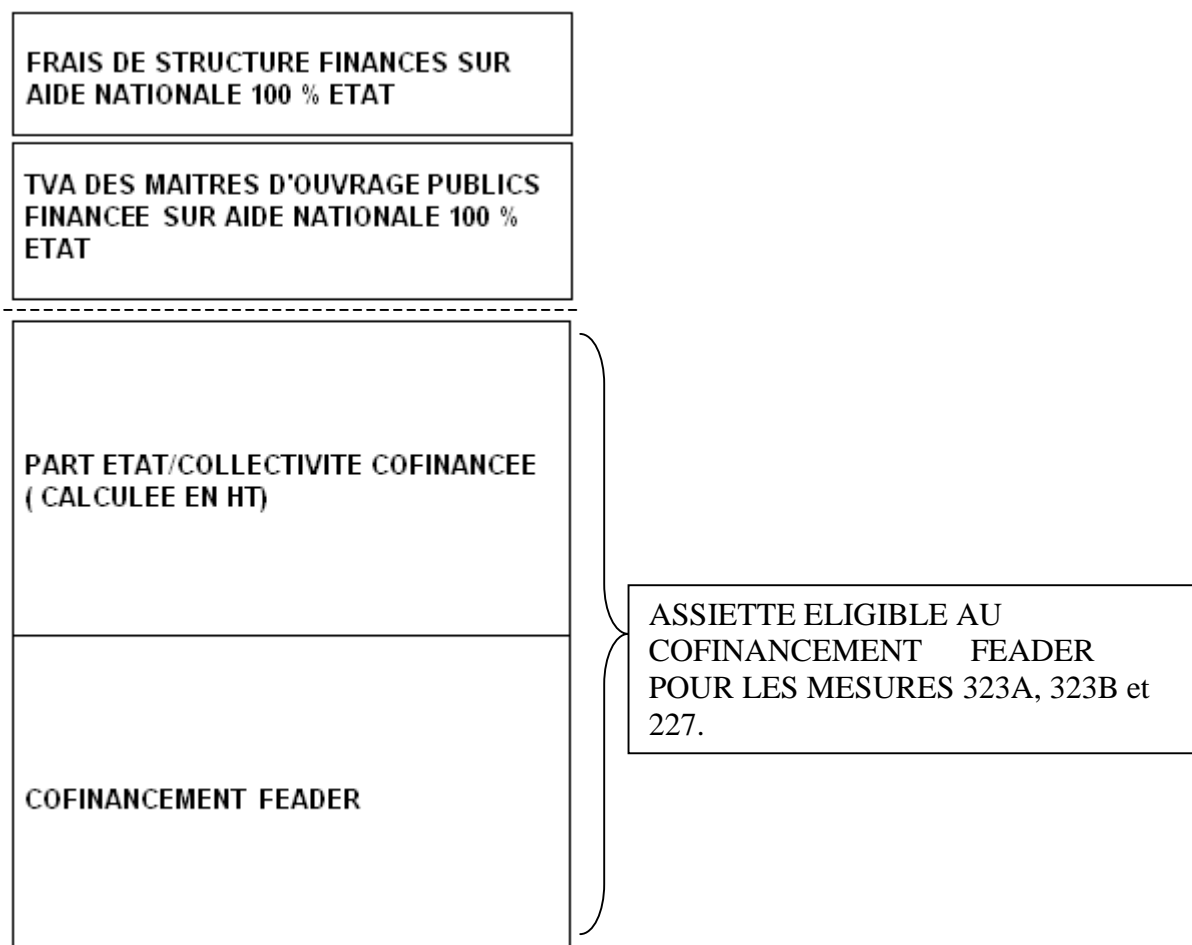 FRAIS DE STRUCTURE FINANCES SUR
AIDE NATIONALE 100 % ETAT
TVA DES MAITRES D'OUVRAGE PUBLICS
FINANCEE SUR AIDE NATIONALE 100 %
ETAT
PART ETAT/COLLECTIVITE COFINANCEE
( CALCULEE EN HT)
ASSIETTE ELIGIBLE AU
COFINANCEMENT FEADER
POUR LES MESURES 323A, 323B et
227.
COFINANCEMENT FEADER